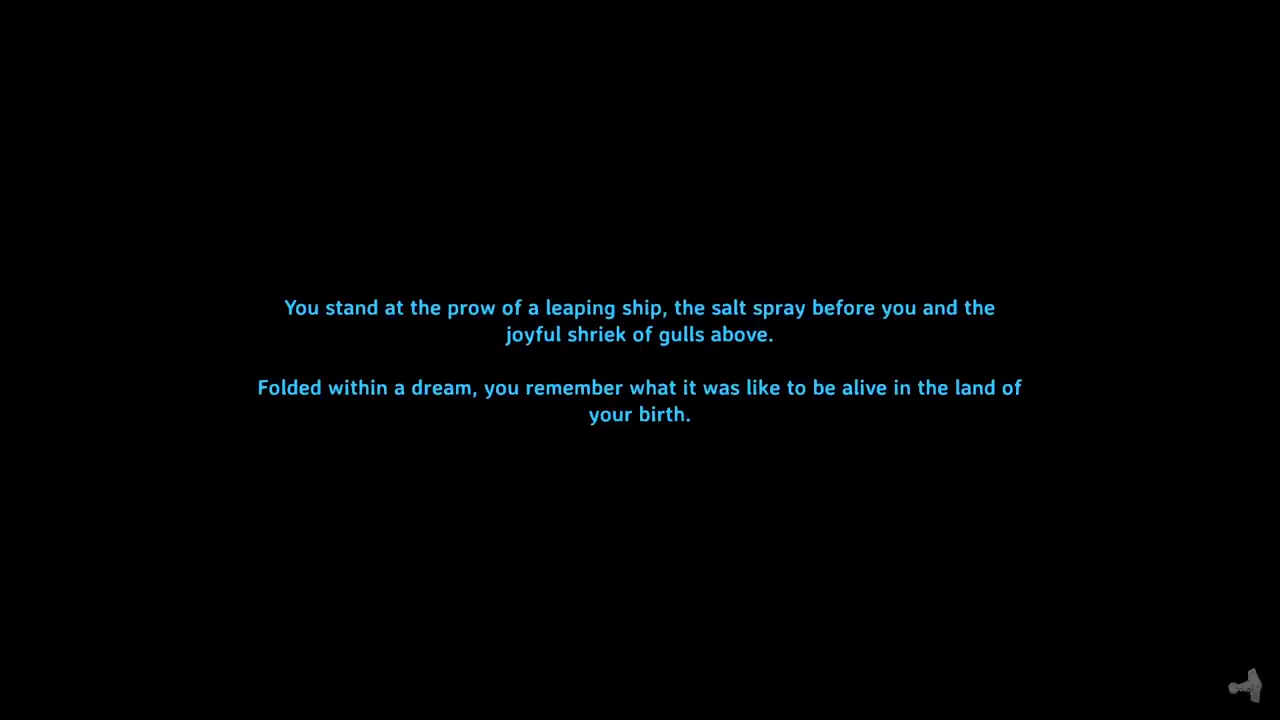 You stand at the prow of a leaping ship, the salt spray before you and the
joyful shriek of gulls above.
Folded within a dream, you remember what it was like to be alive in the land of
your birth.